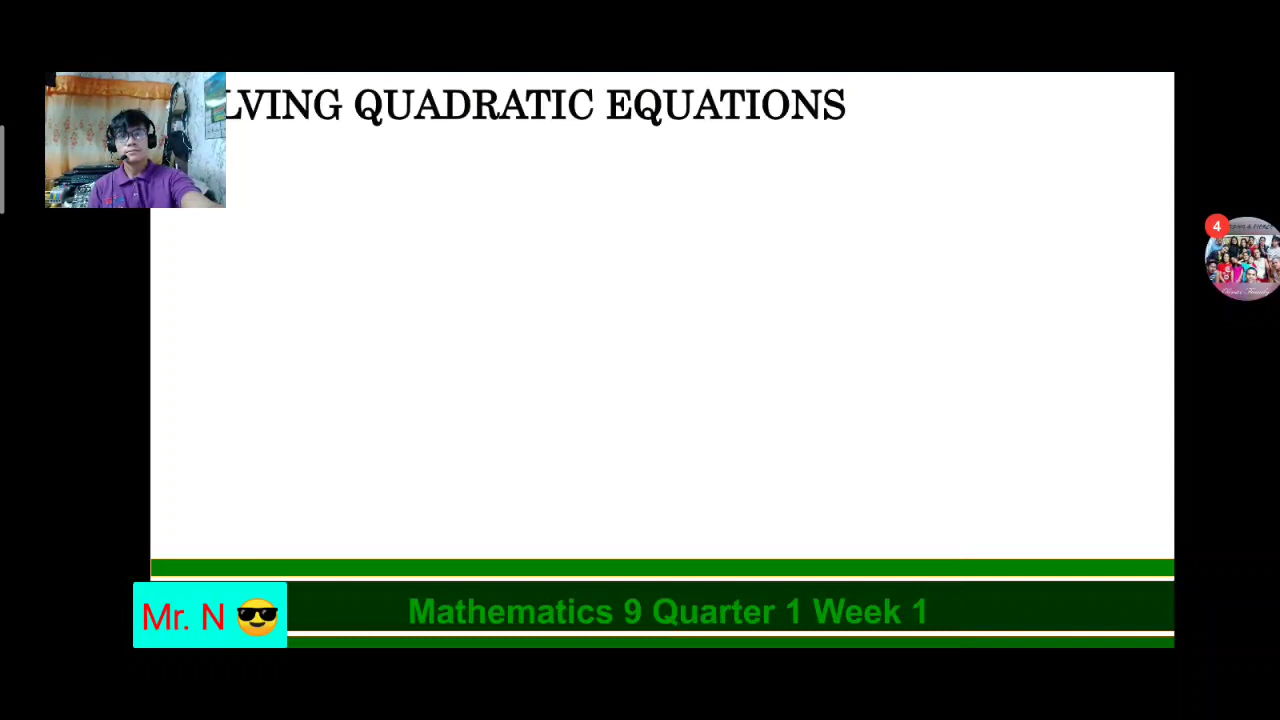 LVING QUADRATIC EQUATIONS
4
Mr. N 😎
Mathematics 9 Quarter 1 Week 1